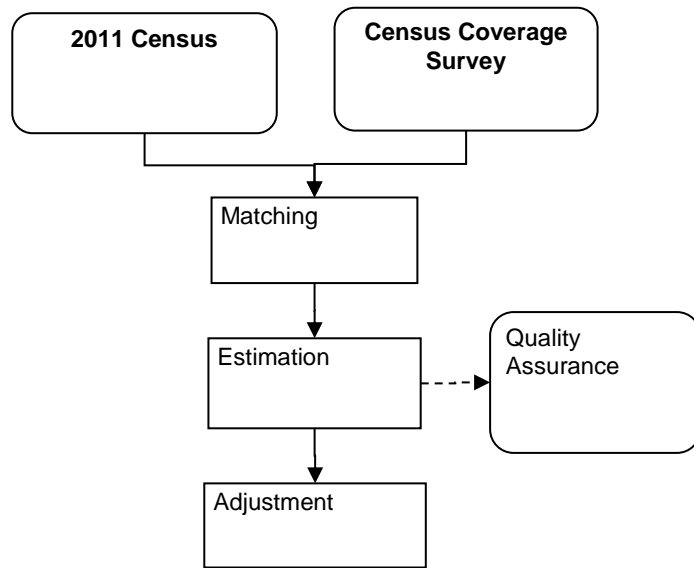 2011 Census
Census Coverage
Survey
Matching
Estimation
Quality
Assurance
Adjustment